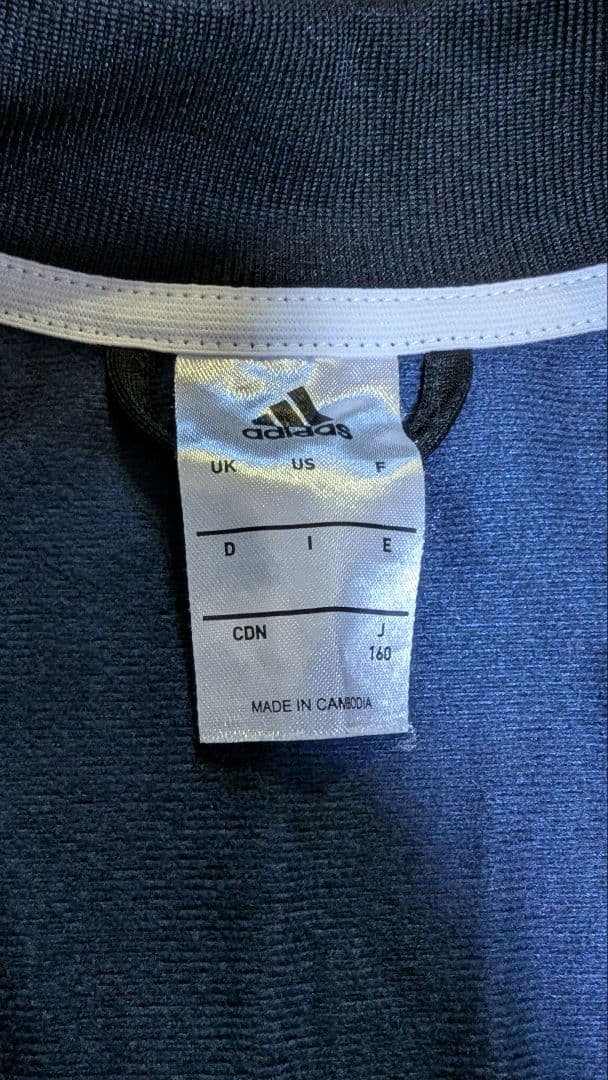 adidas
UK US F
D I E
CDN J
160
MADE IN CAMBODIA